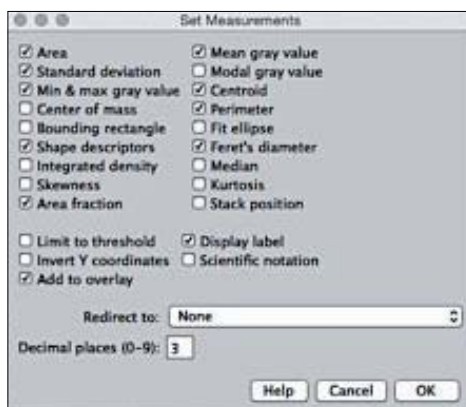 Set Measurements
Area
Mean gray value
Standard deviation
Modal gray value
Min & max gray value
Centroid
Center of mass
Perimeter
Bounding rectangle
Fit ellipse
Shape descriptors
Feret's diameter
Integrated density
Median
Skewness
Kurtosis
Area fraction
Stack position
Limit to threshold
Display label
Invert Y coordinates
Scientific notation
Add to overlay
Redirect to: None
Decimal places (0-9): 3
Help Cancel OK